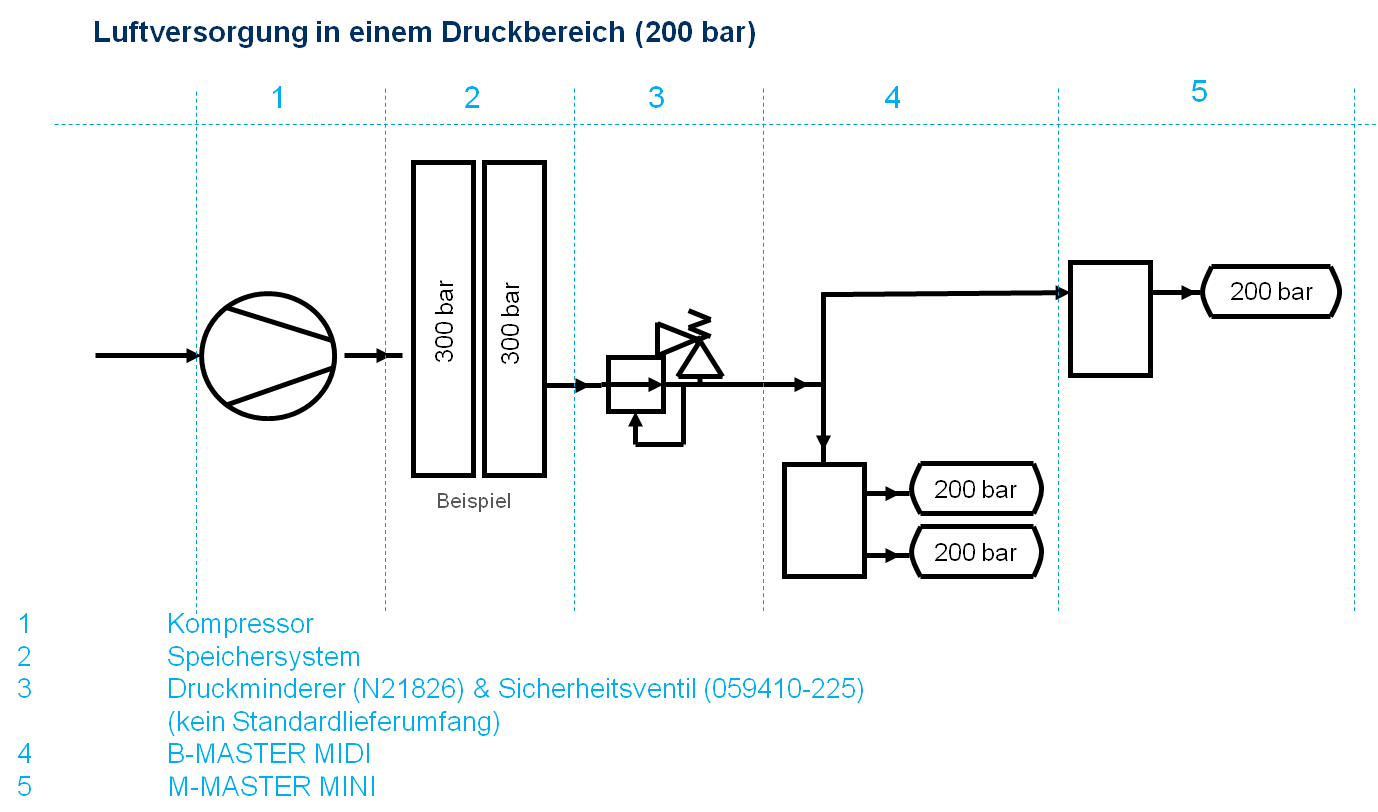 Luftversorgung in einem Druckbereich (200 bar)
1 2 3 4 5
300 bar 300 bar
200 bar
Beispiel
200 bar
200 bar
1 Kompressor
2 Speichersystem
3 Druckminderer (N21826) & Sicherheitsventil (059410-225)
(kein Standardlieferumfang)
4 B-MASTER MIDI
5 M-MASTER MINI